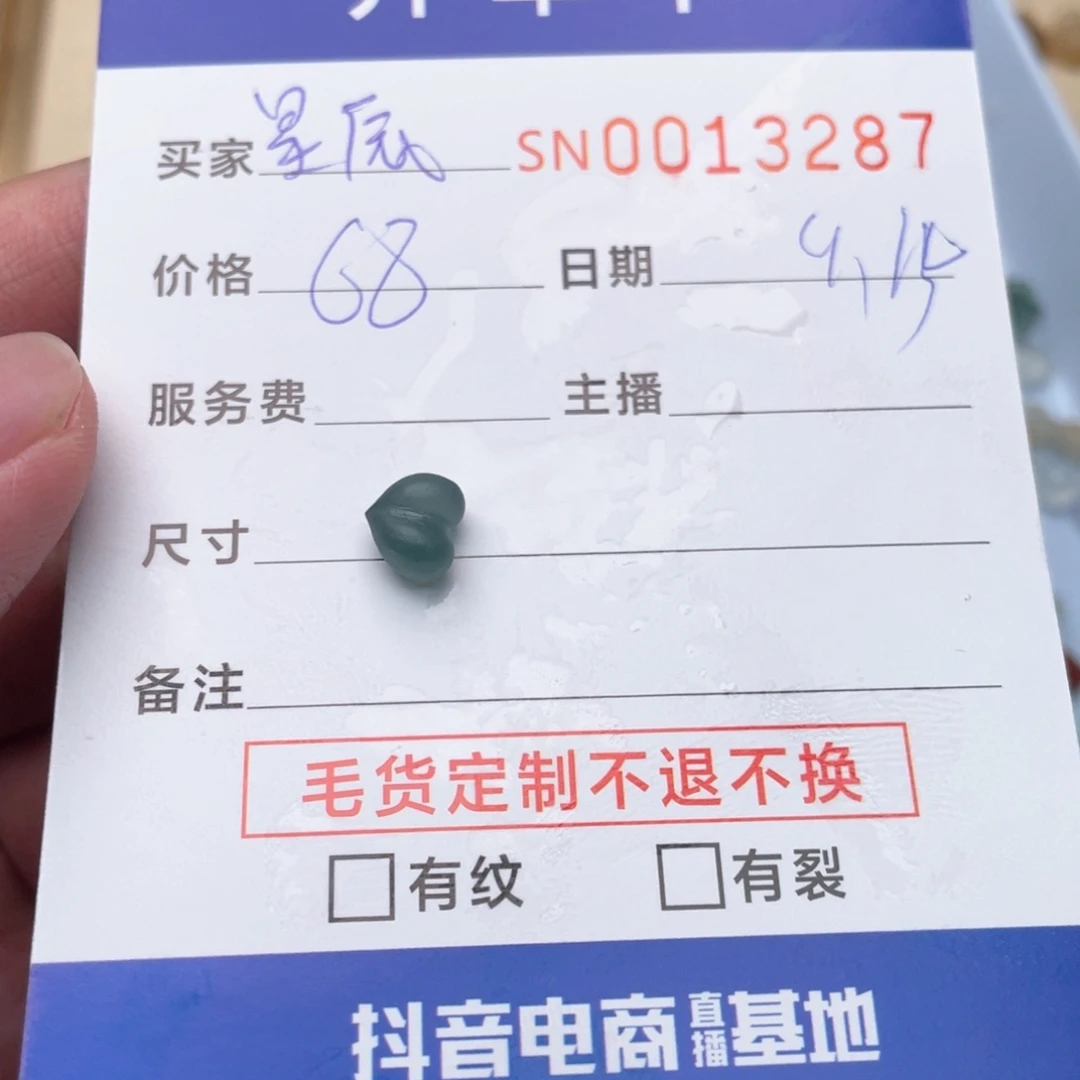 买家 星辰 SN0013287
价格 68 日期 4.15
服务费 主播
尺寸
备注
毛货定制不退不换
有纹 有裂
抖音电商直播基地